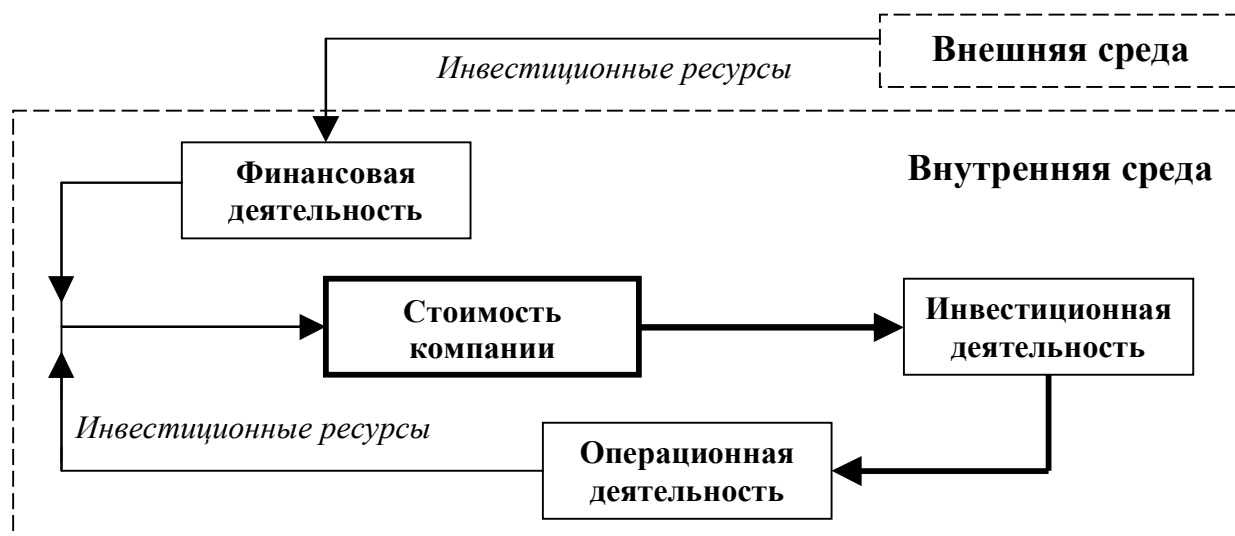 Внешняя среда
Инвестиционные ресурсы
Внутренняя среда
Финансовая
деятельность
Стоимость
компании
Инвестиционная
деятельность
Инвестиционные ресурсы
Операционная
деятельность